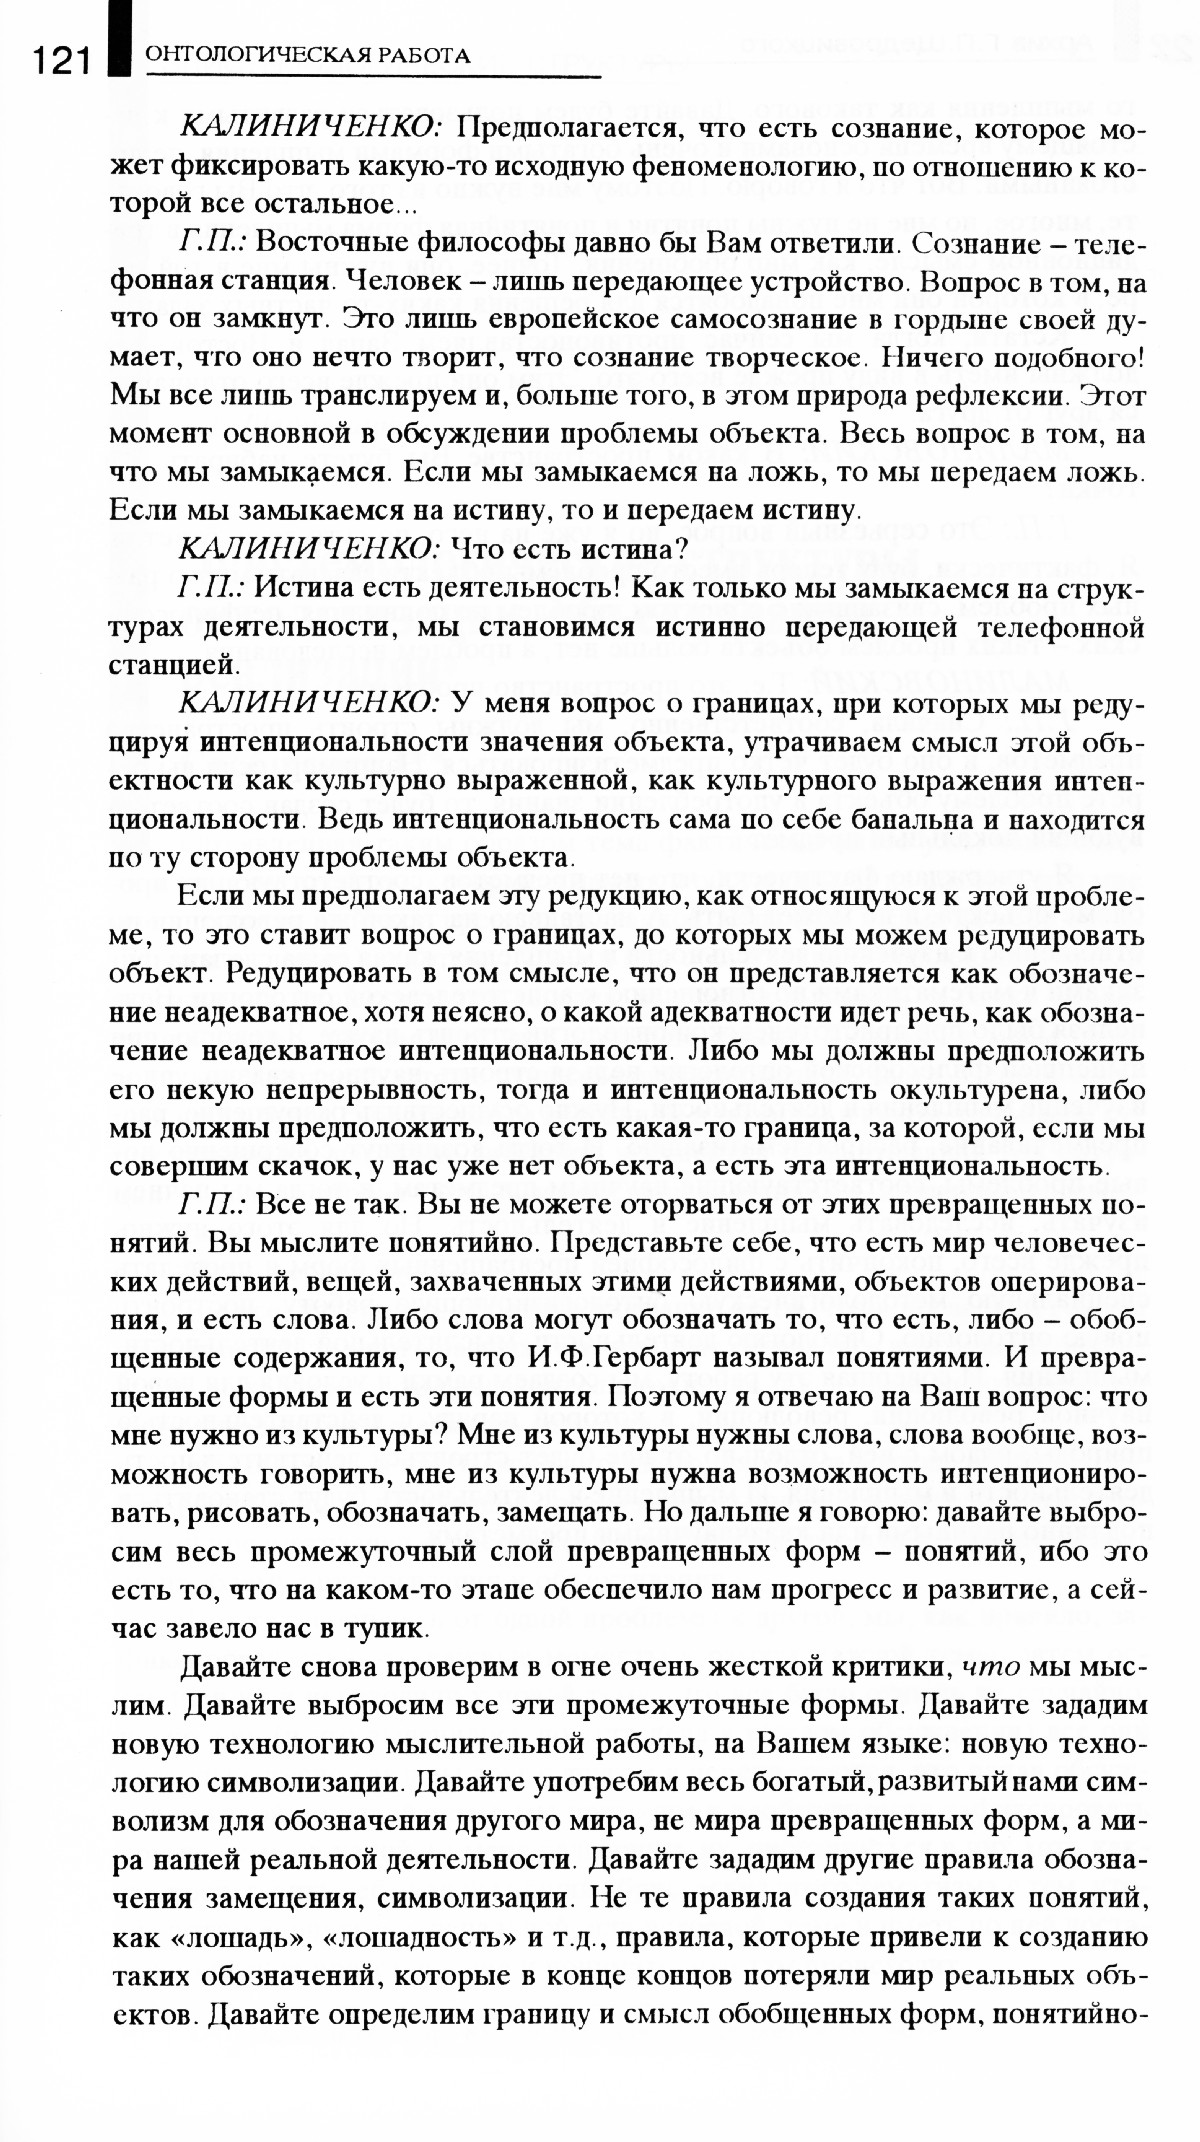 121 ОНТОЛОГИЧЕСКАЯ РАБОТА
КАЛИНИЧЕНКО: Предполагается, что есть сознание, которое мо-
жет фиксировать какую-то исходную феноменологию, по отношению к ко-
торой все остальное...
Г.П.: Восточные философы давно бы Вам ответили. Сознание – теле-
фонная станция. Человек – лишь передающее устройство. Вопрос в том, на
что он замкнут. Это лишь европейское самосознание в гордыне своей ду-
мает, что оно нечто творит, что сознание творческое. Ничего подобного!
Мы все лишь транслируем и, больше того, в этом природа рефлексии. Этот
момент основной в обсуждении проблемы объекта. Весь вопрос в том, на
что мы замыкаемся. Если мы замыкаемся на ложь, то мы передаем ложь.
Если мы замыкаемся на истину, то и передаем истину.
КАЛИНИЧЕНКО: Что есть истина?
Г.П.: Истина есть деятельность! Как только мы замыкаемся на струк-
турах деятельности, мы становимся истинно передающей телефонной
станцией.
КАЛИНИЧЕНКО: У меня вопрос о границах, при которых мы реду-
цируя интенциональности значения объекта, утрачиваем смысл этой объ-
ектности как культурно выраженной, как культурного выражения интен-
циональности. Ведь интенциональность сама по себе банальна и находится
по ту сторону проблемы объекта.
Если мы предполагаем эту редукцию, как относящуюся к этой пробле-
ме, то это ставит вопрос о границах, до которых мы можем редуцировать
объект. Редуцировать в том смысле, что он представляется как обозначе-
ние неадекватное, хотя неясно, о какой адекватности идет речь, как обозна-
чение неадекватное интенциональности. Либо мы должны предположить
его некую непрерывность, тогда и интенциональность окультурена, либо
мы должны предположить, что есть какая-то граница, за которой, если мы
совершим скачок, у нас уже нет объекта, а есть эта интенциональность.
Г.П.: Все не так. Вы не можете оторваться от этих превращенных по-
нятий. Вы мыслите понятийно. Представьте себе, что есть мир человечес-
ких действий, вещей, захваченных этими действиями, объектов оперирова-
ния, и есть слова. Либо слова могут обозначать то, что есть, либо – обоб-
щенные содержания, то, что И.Ф.Гербарт называл понятиями. И превра-
щенные формы и есть эти понятия. Поэтому я отвечаю на Ваш вопрос: что
мне нужно из культуры? Мне из культуры нужны слова, слова вообще, воз-
можность говорить, мне из культуры нужна возможность интенциониро-
вать, рисовать, обозначать, замещать. Но дальше я говорю: давайте выбро-
сим весь промежуточный слой превращенных форм – понятий, ибо это
есть то, что на каком-то этапе обеспечило нам прогресс и развитие, а сей-
час завело нас в тупик.
Давайте снова проверим в огне очень жесткой критики, что мы мыс-
лим. Давайте выбросим все эти промежуточные формы. Давайте зададим
новую технологию мыслительной работы, на Вашем языке: новую техно-
логию символизации. Давайте употребим весь богатый, развитый нами сим-
волизм для обозначения другого мира, не мира превращенных форм, а ми-
ра нашей реальной деятельности. Давайте зададим другие правила обозна-
чения замещения, символизации. Не те правила создания таких понятий,
как «лошадь», «лошадность» и т.д., правила, которые привели к созданию
таких обозначений, которые в конце концов потеряли мир реальных объ-
ектов. Давайте определим границу и смысл обобщенных форм, понятийно-